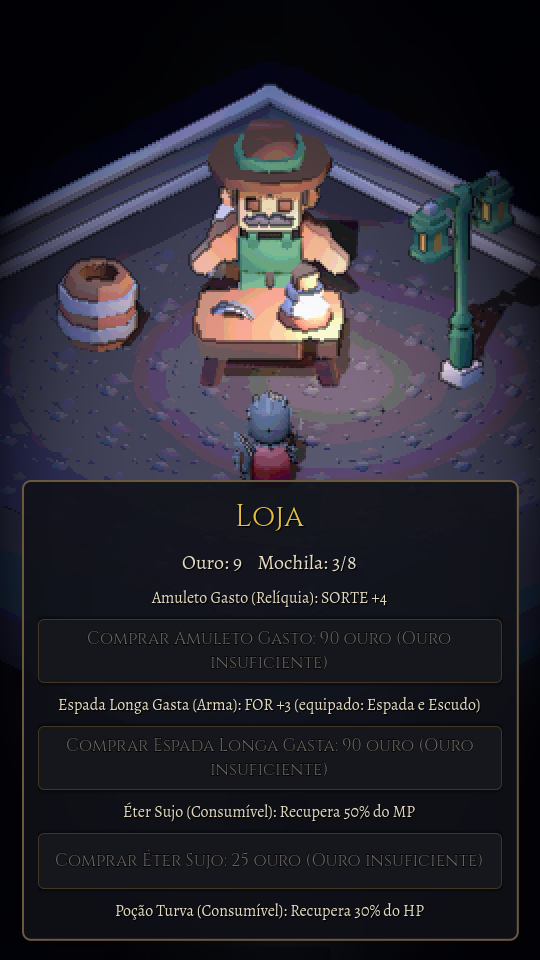 Loja
Ouro: 9 Mochila: 3/8
Amuleto Gasto (Relíquia): SORTE +4
Comprar Amuleto Gasto: 90 ouro (Ouro
insuficiente)
Espada Longa Gasta (Arma): FOR +3 (equipado: Espada e Escudo)
Comprar Espada Longa Gasta: 90 ouro (Ouro
insuficiente)
Éter Sujo (Consumível): Recupera 50% do MP
Comprar Éter Sujo: 25 ouro (Ouro insuficiente)
Poção Turva (Consumível): Recupera 30% do HP